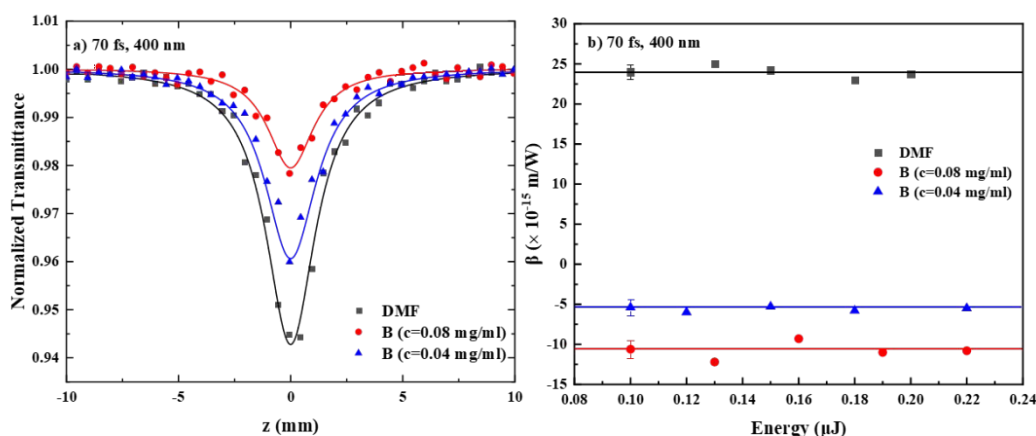 a) 70 fs, 400 nm
1.01
1.00
0.99
0.98
0.97
0.96
0.95
0.94
Normalized Transmittance
DMF
B (c=0.08 mg/ml)
B (c=0.04 mg/ml)
-10
-5
0
5
10
z (mm)
b) 70 fs, 400 nm
30
25
20
15
10
5
0
-5
-10
-15
β (× 10⁻¹⁵ m/W)
DMF
B (c=0.08 mg/ml)
B (c=0.04 mg/ml)
0.08
0.10
0.12
0.14
0.16
0.18
0.20
0.22
0.24
Energy (μJ)